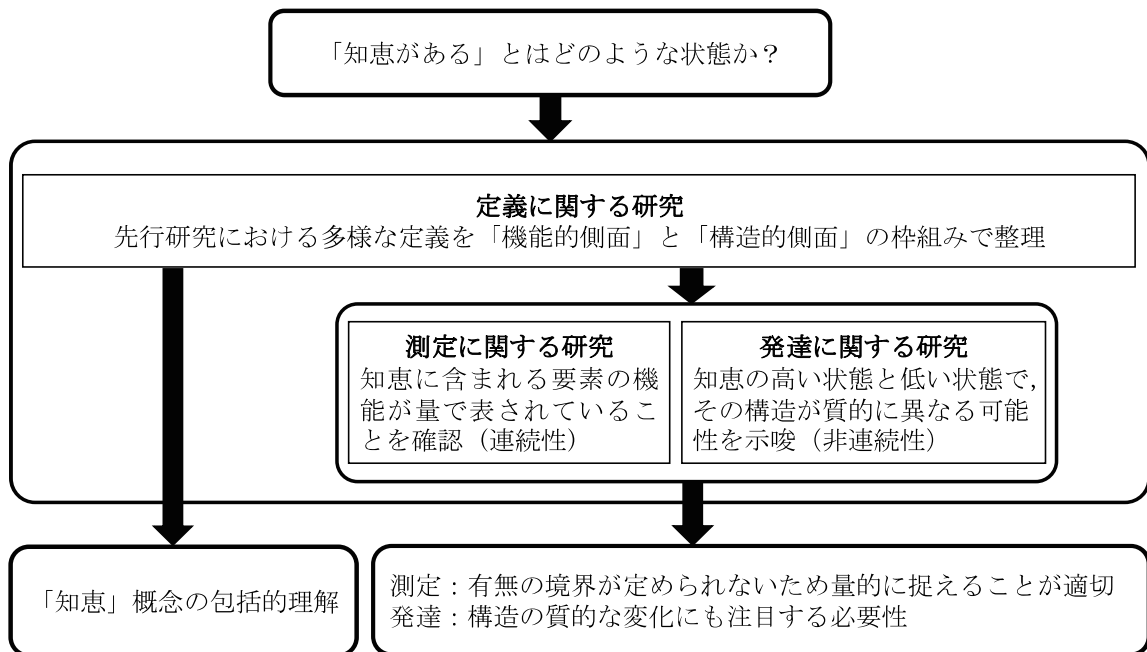 「知恵がある」とはどのような状態か？
定義に関する研究
先行研究における多様な定義を「機能的側面」と「構造的側面」の枠組みで整理
測定に関する研究
知恵に含まれる要素の機
能が量で表されているこ
とを確認（連続性）
発達に関する研究
知恵の高い状態と低い状態で,
その構造が質的に異なる可能
性を示唆（非連続性）
「知恵」概念の包括的理解
測定：有無の境界が定められないため量的に捉えることが適切
発達：構造の質的な変化にも注目する必要性